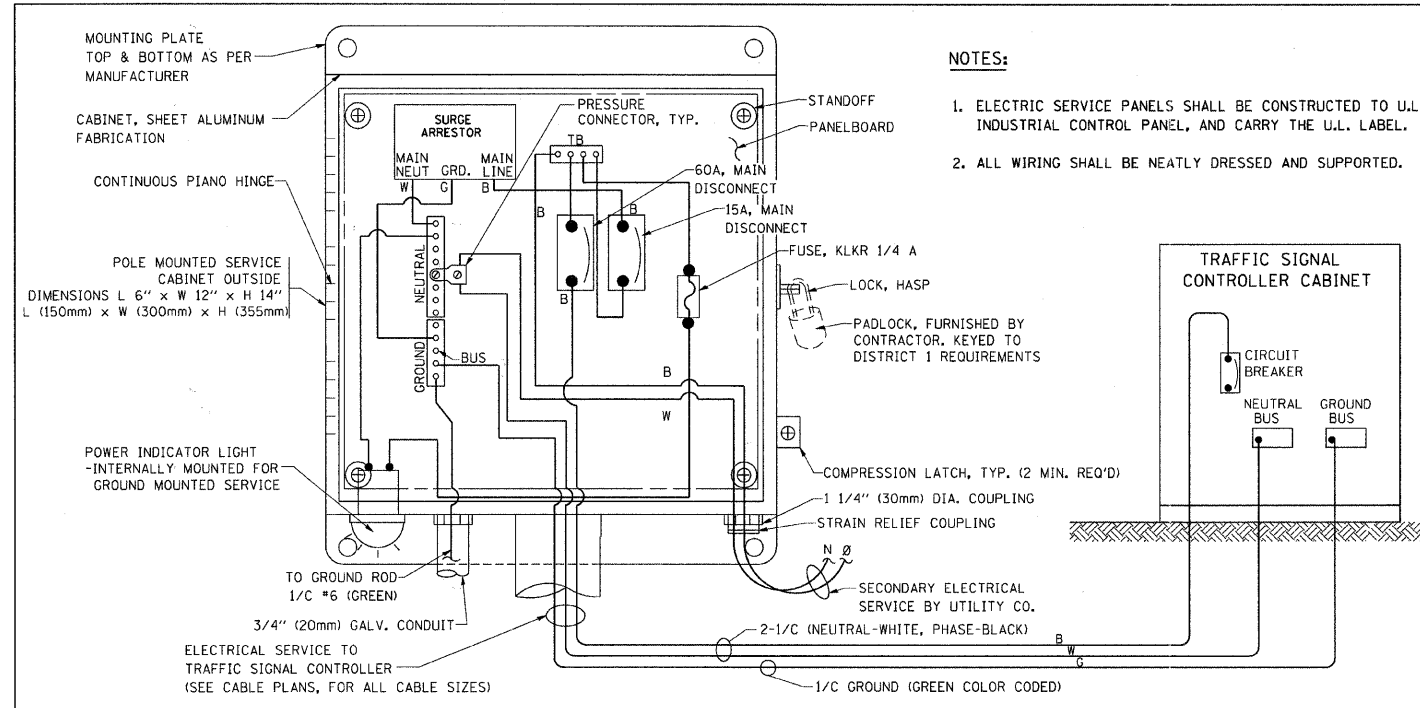 MOUNTING PLATE
TOP & BOTTOM AS PER
MANUFACTURER
CABINET, SHEET ALUMINUM
FABRICATION
CONTINUOUS PIANO HINGE
POLE MOUNTED SERVICE
CABINET OUTSIDE
DIMENSIONS L 6" x W 12" x H 14"
L (150mm) x W (300mm) x H (355mm)
POWER INDICATOR LIGHT
-INTERNALLY MOUNTED FOR
GROUND MOUNTED SERVICE
TO GROUND ROD
1/C #6 (GREEN)
3/4" (20mm) GALV. CONDUIT
ELECTRICAL SERVICE TO
TRAFFIC SIGNAL CONTROLLER
(SEE CABLE PLANS, FOR ALL CABLE SIZES)
SURGE
ARRESTOR
MAIN
NEUT
GRD.
MAIN
LINE
W
G
B
PRESSURE
CONNECTOR, TYP.
TB
60A, MAIN
DISCONNECT
15A, MAIN
DISCONNECT
B
B
B
FUSE, KLKR 1/4 A
NEUTRAL
GROUND
BUS
B
W
STANDOFF
PANELBOARD
LOCK, HASP
PADLOCK, FURNISHED BY
CONTRACTOR. KEYED TO
DISTRICT 1 REQUIREMENTS
COMPRESSION LATCH, TYP. (2 MIN. REQ'D)
1 1/4" (30mm) DIA. COUPLING
STRAIN RELIEF COUPLING
N Ø
SECONDARY ELECTRICAL
SERVICE BY UTILITY CO.
2-1/C (NEUTRAL-WHITE, PHASE-BLACK)
B
W
G
1/C GROUND (GREEN COLOR CODED)
NOTES:
1. ELECTRIC SERVICE PANELS SHALL BE CONSTRUCTED TO U.L
INDUSTRIAL CONTROL PANEL, AND CARRY THE U.L. LABEL.
2. ALL WIRING SHALL BE NEATLY DRESSED AND SUPPORTED.
TRAFFIC SIGNAL
CONTROLLER CABINET
CIRCUIT
BREAKER
NEUTRAL
BUS
GROUND
BUS